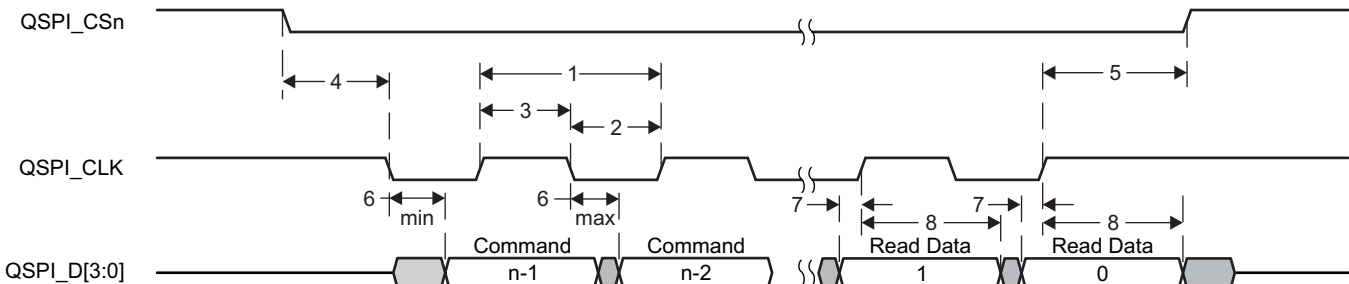 QSPI_CSn
4
1
5
3
2
QSPI_CLK
6
min
6
max
7
8
7
8
Command
Command
Read Data
Read Data
QSPI_D[3:0]
n-1
n-2
1
0